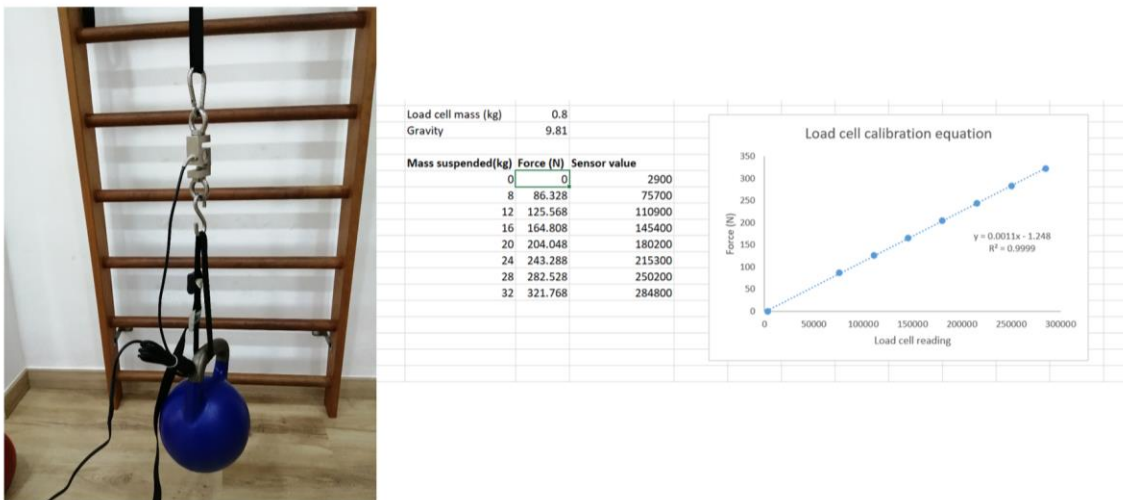 Load cell mass (kg) 0.8
Gravity 9.81
Mass suspended(kg) Force (N) Sensor value
0 0 2900
8 86.328 75700
12 125.568 110900
16 164.808 145400
20 204.048 180200
24 243.288 215300
28 282.528 250200
32 321.768 284800
Load cell calibration equation
350
300
250
200
150
100
50
0
Force (N)
y = 0.0011x - 1.248
R² = 0.9999
0 50000 100000 150000 200000 250000 300000
Load cell reading